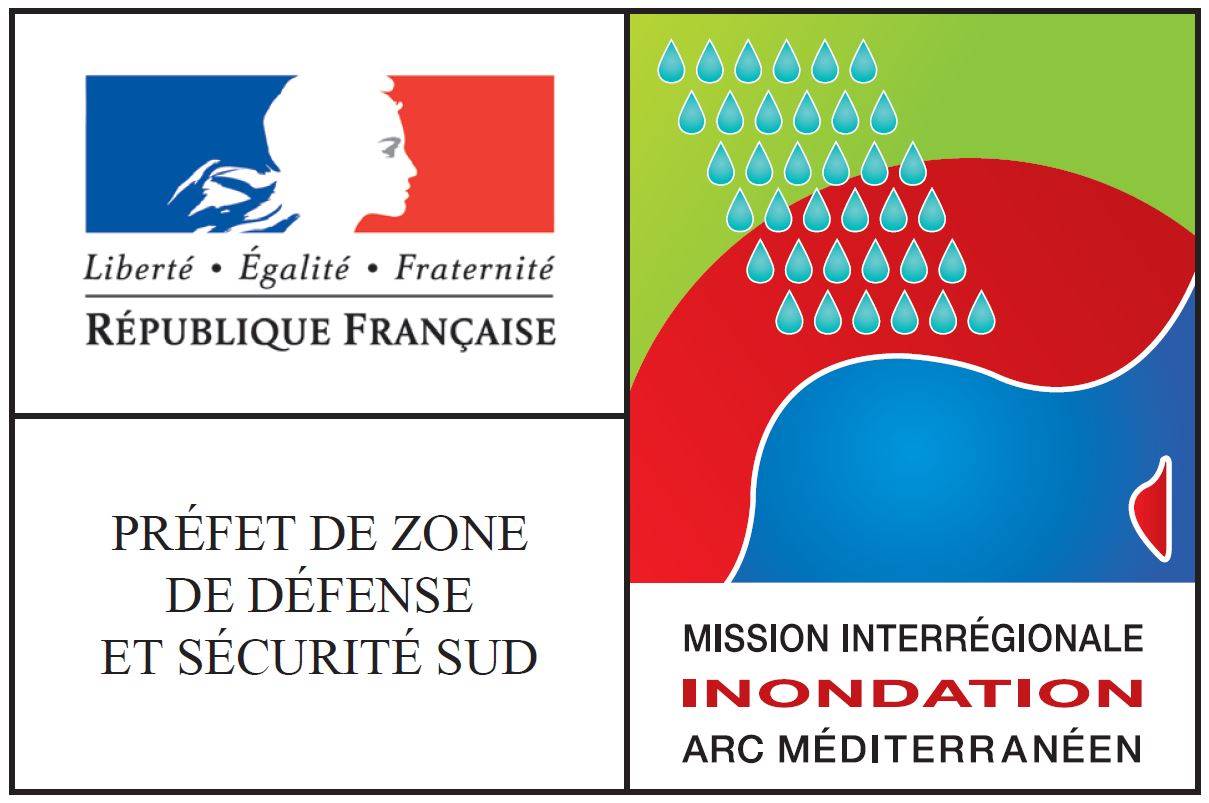 Liberté • Égalité • Fraternité
RÉPUBLIQUE FRANÇAISE
PRÉFET DE ZONE
DE DÉFENSE
ET SÉCURITÉ SUD
MISSION INTERRÉGIONALE
INONDATION
ARC MÉDITERRANÉEN